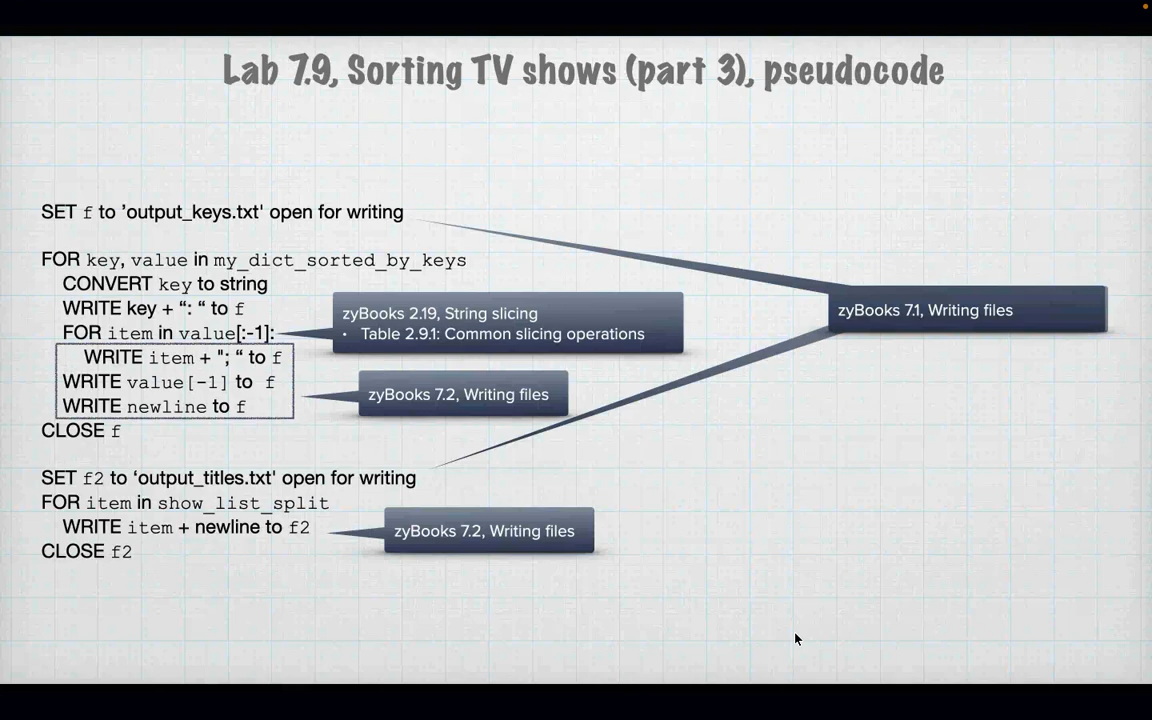 Lab 7.9, Sorting TV shows (part 3), pseudocode
SET f to ’output_keys.txt' open for writing
FOR key, value in my_dict_sorted_by_keys
CONVERT key to string
WRITE key + “: “ to f
FOR item in value[:-1]:
WRITE item + "; “ to f
WRITE value[-1] to f
WRITE newline to f
CLOSE f
SET f2 to ‘output_titles.txt' open for writing
FOR item in show_list_split
WRITE item + newline to f2
CLOSE f2
zyBooks 2.19, String slicing
• Table 2.9.1: Common slicing operations
zyBooks 7.2, Writing files
zyBooks 7.1, Writing files
zyBooks 7.2, Writing files